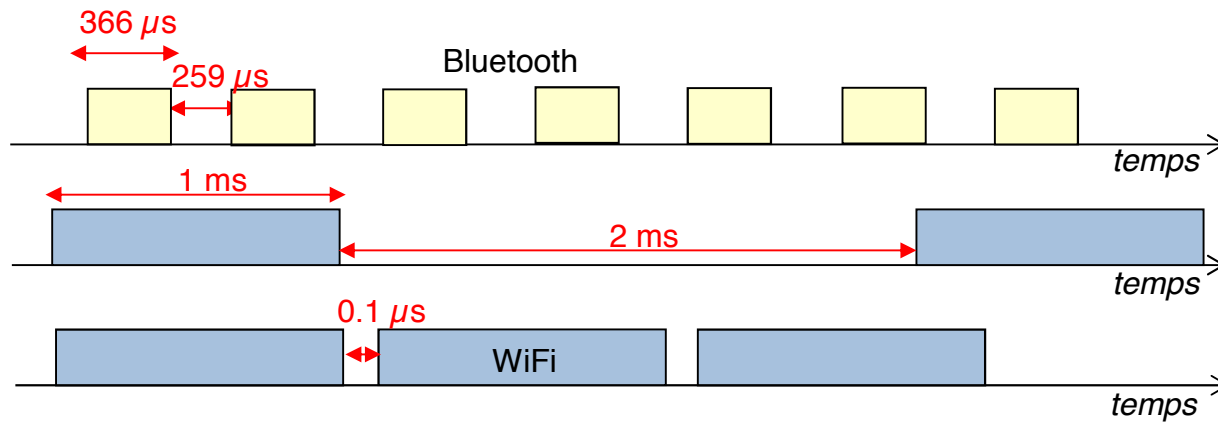 366 µs
259 µs
Bluetooth
temps
1 ms
2 ms
temps
0.1 µs
WiFi
temps